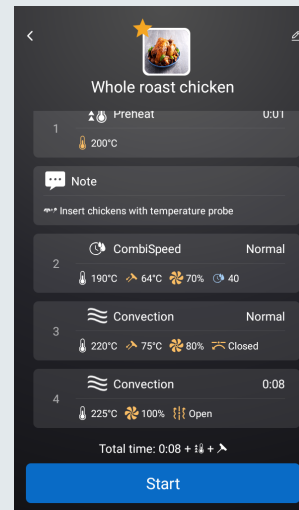 Whole roast chicken
Preheat 0:01
1
200°C
Note
Insert chickens with temperature probe
CombiSpeed Normal
2
190°C 64°C 70% 40
Convection Normal
3
220°C 75°C 80% Closed
Convection 0:08
4
225°C 100% Open
Total time: 0:08 + +
Start